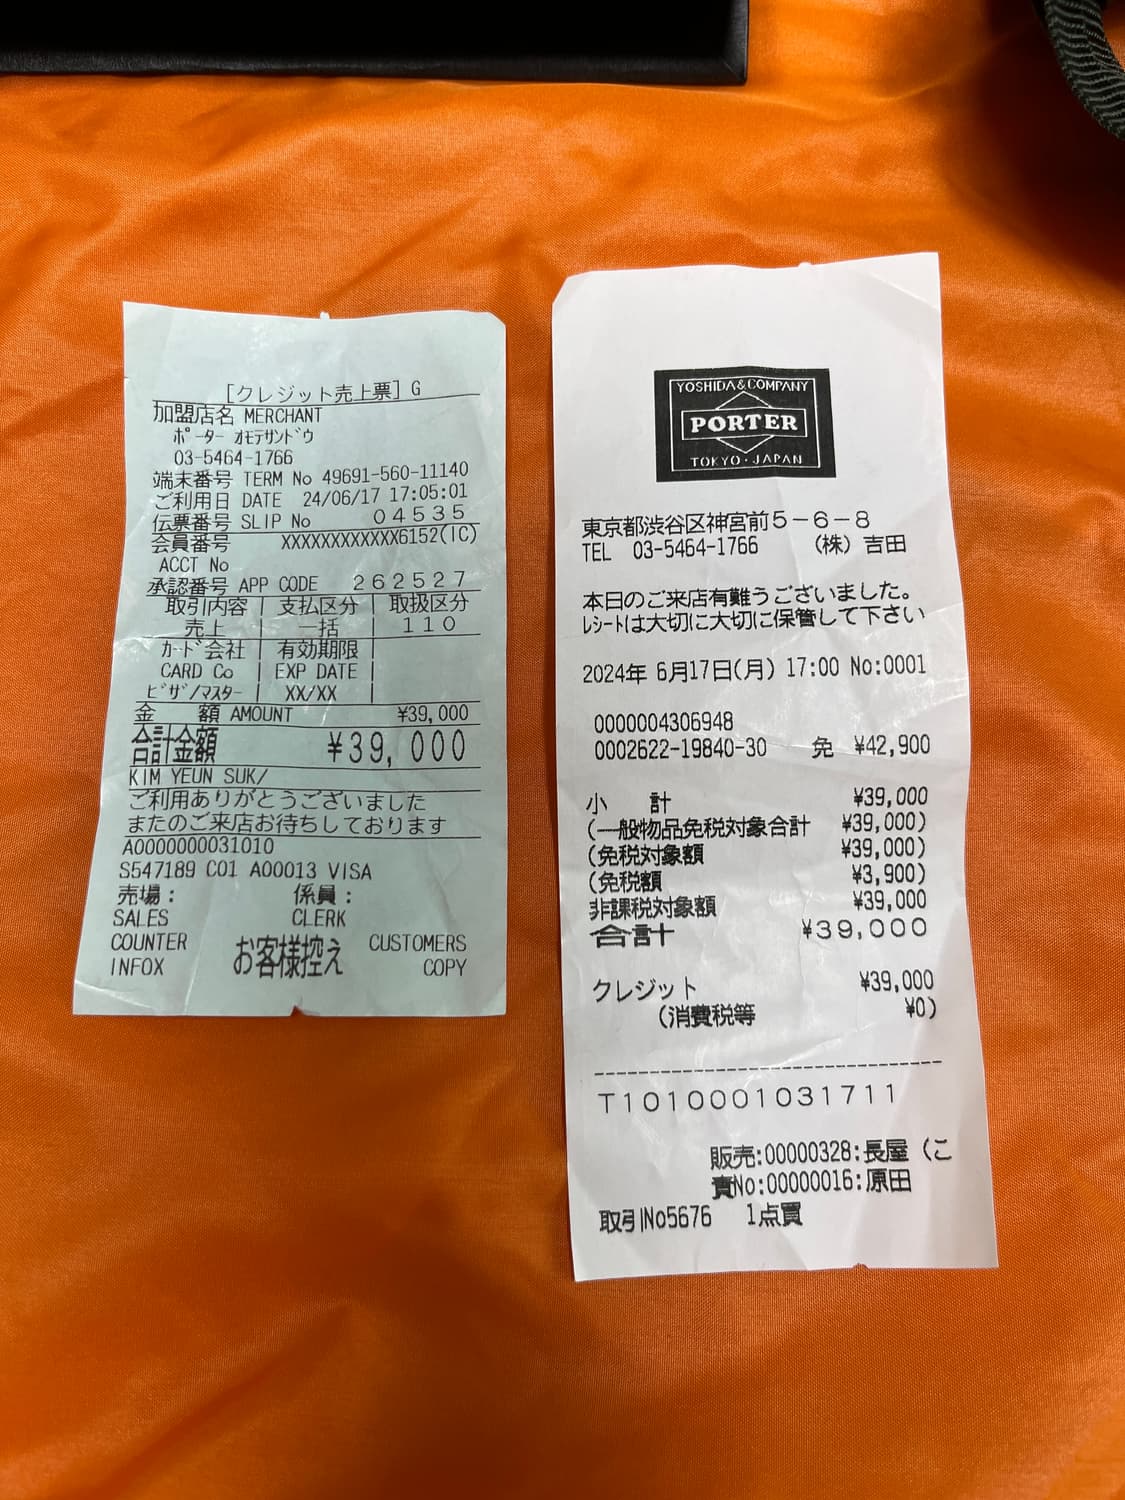 [クレジット売上票] G
加盟店名 MERCHANT
ポーター オモテサンドウ
03-5464-1766
端末番号 TERM No 49691-560-11140
ご利用日 DATE 24/06/17 17:05:01
伝票番号 SLIP No 04535
会員番号 XXXXXXXXXXXX6152(IC)
ACCT No
承認番号 APP CODE 262527
取引内容 | 支払区分 | 取扱区分
売上 | 一括 | 110
カード会社 | 有効期限 |
CARD Co | EXP DATE |
ビザ/マスター | XX/XX |
金 額 AMOUNT ¥39,000
合計金額 ¥39,000
KIM YEUN SUK/
ご利用ありがとうございました
またのご来店お待ちしております
A0000000031010
S547189 C01 A00013 VISA
売場: 係員:
SALES CLERK
COUNTER お客様控え CUSTOMERS
INFOX COPY
YOSHIDA & COMPANY
PORTER
TOKYO・JAPAN
東京都渋谷区神宮前5-6-8
TEL 03-5464-1766 (株) 吉田
本日のご来店有難うございました。
レシートは大切に大切に保管して下さい
2024年 6月17日(月) 17:00 No:0001
0000004306948
0002622-19840-30 免 ¥42,900
小 計 ¥39,000
(一般物品免税対象合計 ¥39,000)
(免税対象額 ¥39,000)
(免税額 ¥3,900)
非課税対象額 ¥39,000
合計 ¥39,000
クレジット ¥39,000
(消費税等 ¥0)
T1010001031711
販売:00000328:長屋 (こ
責No:00000016:原田
取引No5676 1点買